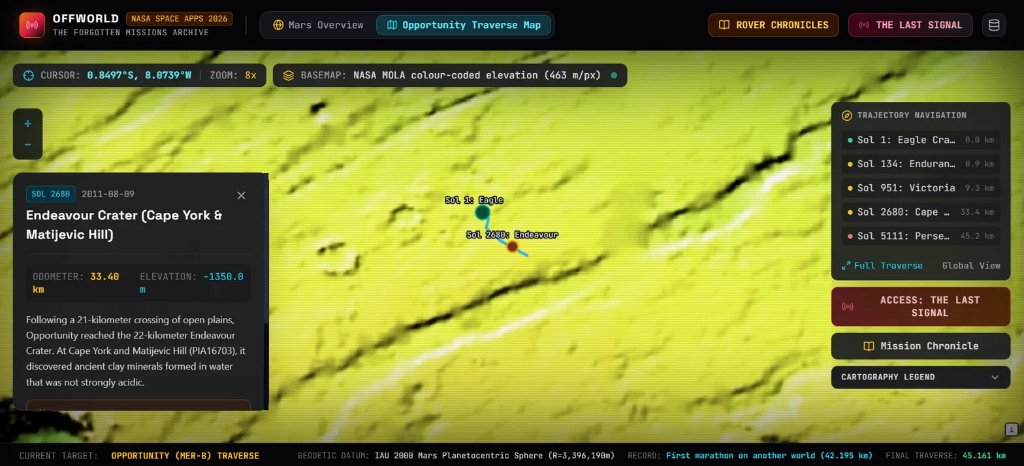 OFFWORLD NASA SPACE APPS 2026
THE FORGOTTEN MISSIONS ARCHIVE
Mars Overview
Opportunity Traverse Map
ROVER CHRONICLES
THE LAST SIGNAL
CURSOR: 0.8497°S, 8.0739°W | ZOOM: 8x
BASEMAP: NASA MOLA colour-coded elevation (463 m/px)
+
−
SOL 2680 2011-08-09
Endeavour Crater (Cape York &
Matijevic Hill)
ODOMETER: 33.40
km
ELEVATION: -1350.0
m
Following a 21-kilometer crossing of open plains,
Opportunity reached the 22-kilometer Endeavour
Crater. At Cape York and Matijevic Hill (PIA16703), it
discovered ancient clay minerals formed in water
that was not strongly acidic.
Sol 1: Eagle
Sol 2680: Endeavour
TRAJECTORY NAVIGATION
Sol 1: Eagle Cra… 0.0 km
Sol 134: Enduran… 0.9 km
Sol 951: Victoria 9.3 km
Sol 2680: Cape … 33.4 km
Sol 5111: Perse… 45.2 km
Full Traverse Global View
ACCESS: THE LAST
SIGNAL
Mission Chronicle
CARTOGRAPHY LEGEND
i
CURRENT TARGET: OPPORTUNITY (MER-B) TRAVERSE
GEODETIC DATUM: IAU 2000 Mars Planetocentric Sphere (R=3,396,190m)
RECORD: First marathon on another world (42.195 km)
FINAL TRAVERSE: 45.161 km